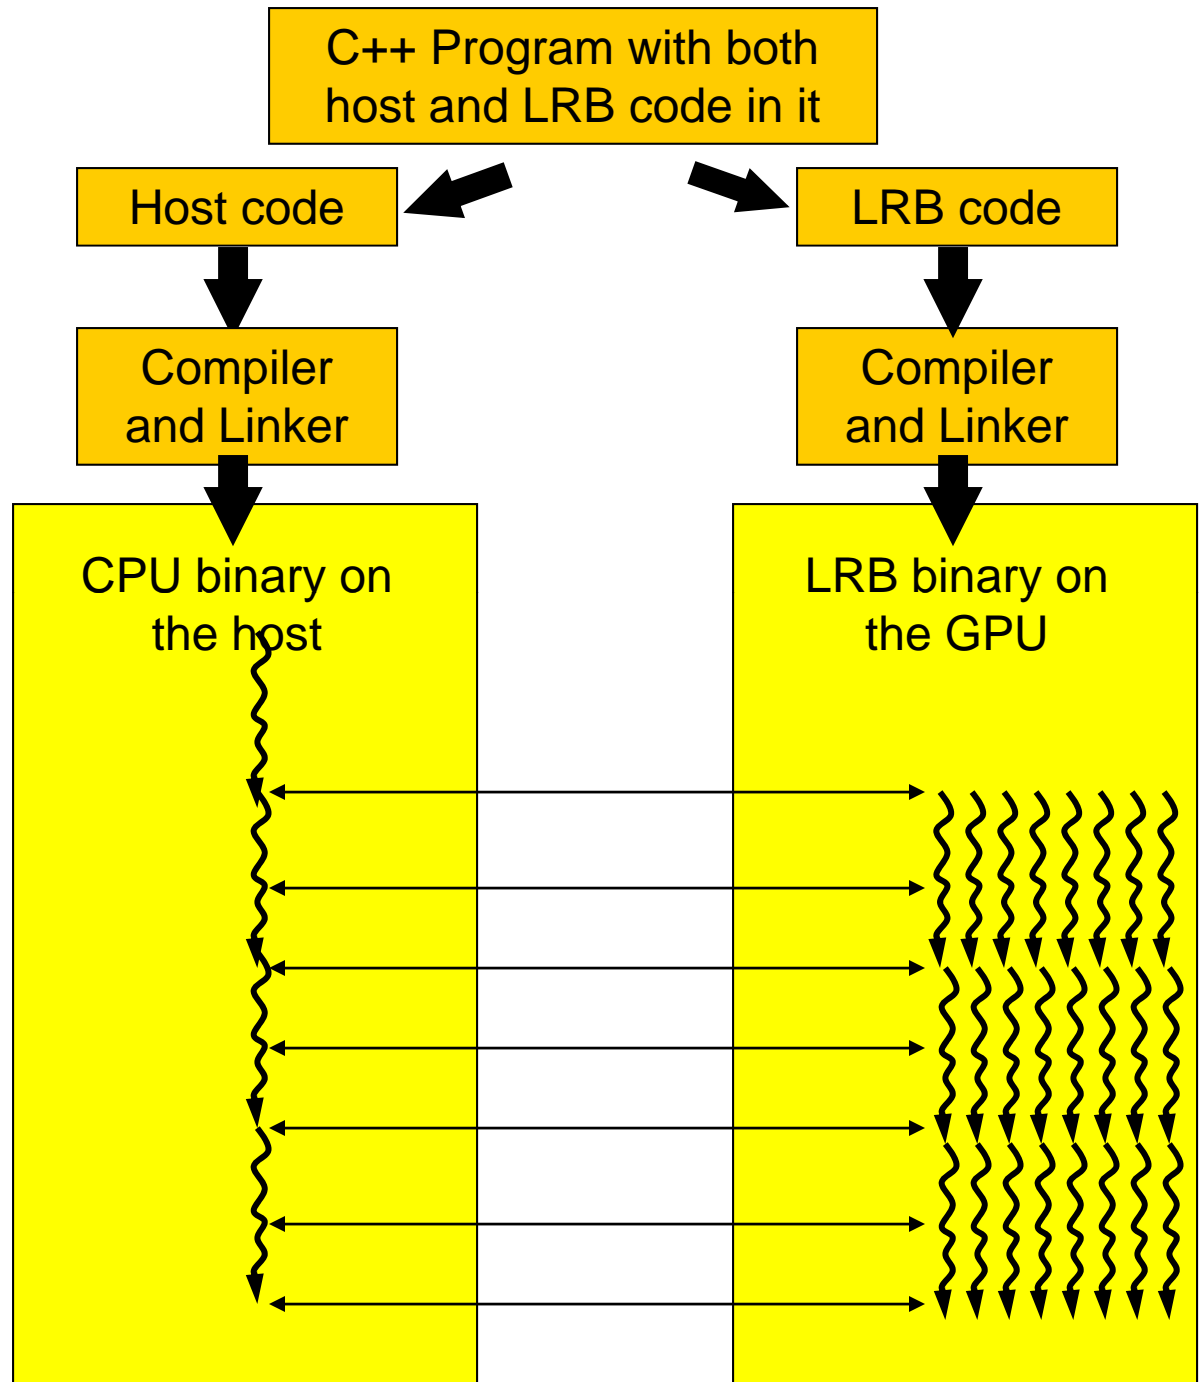 C++ Program with both
host and LRB code in it
Host code
LRB code
Compiler
and Linker
Compiler
and Linker
CPU binary on
the host
LRB binary on
the GPU